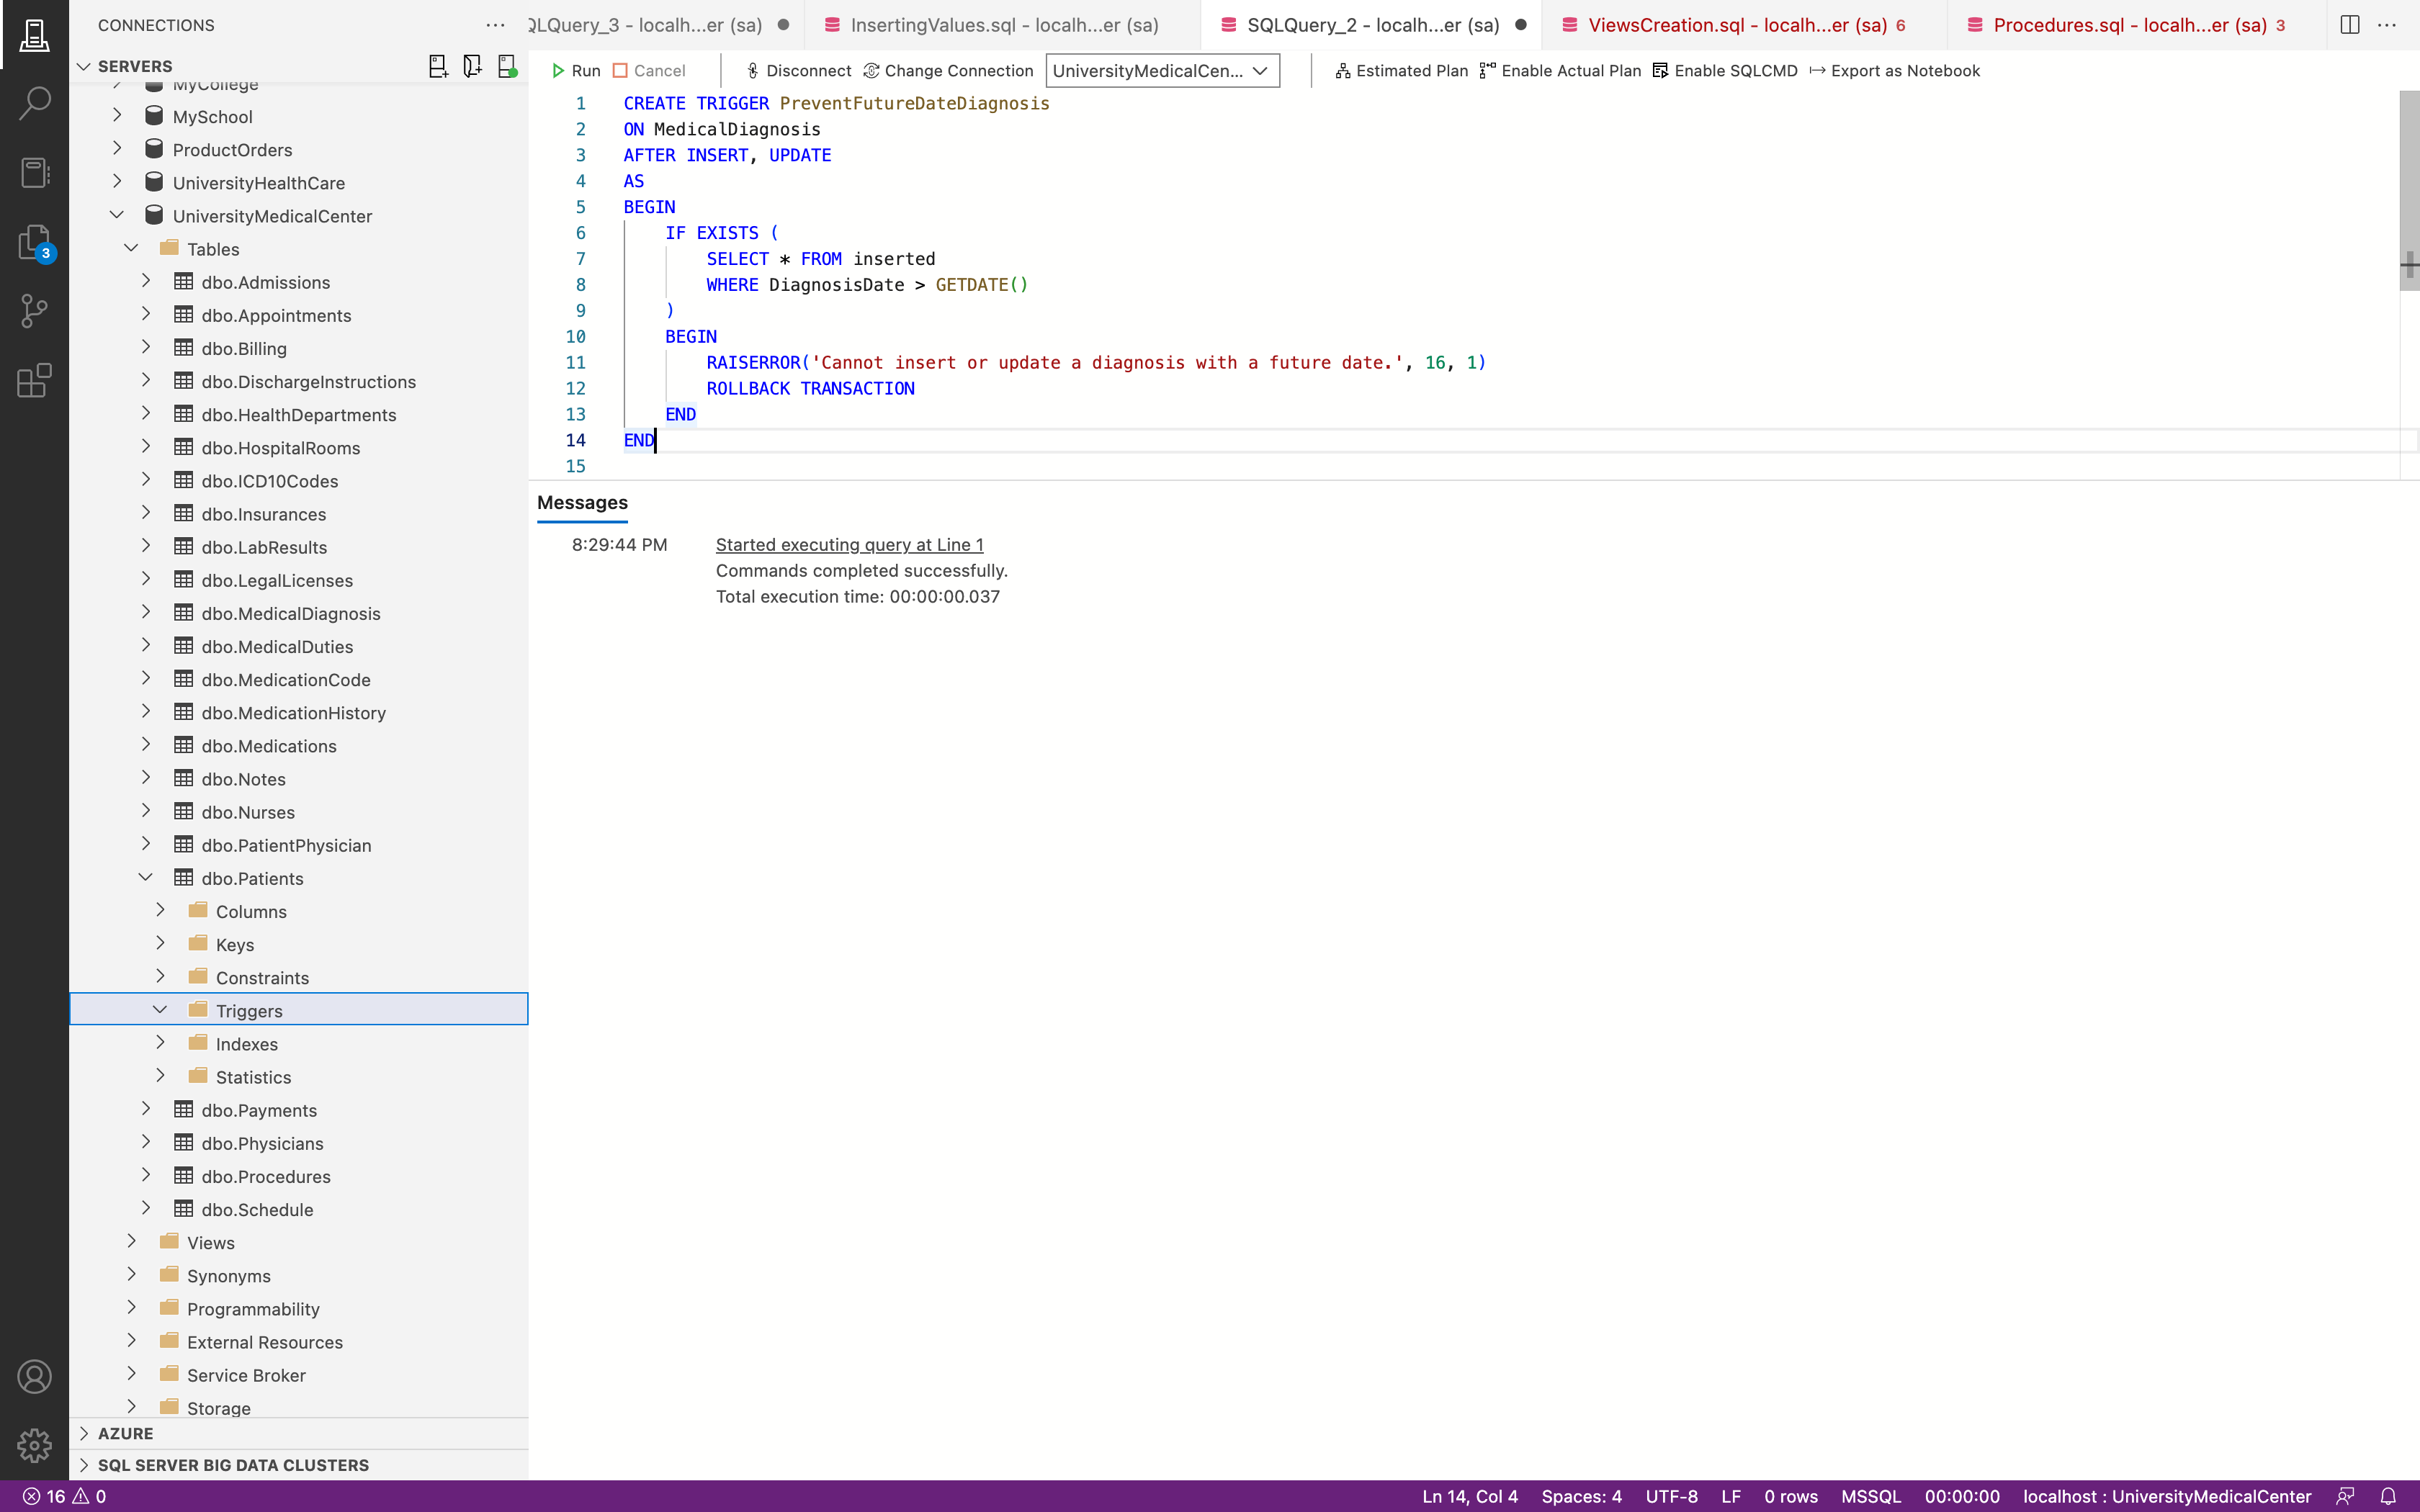 CONNECTIONS
QLQuery_3 - localh...er (sa)
InsertingValues.sql - localh...er (sa)
SQLQuery_2 - localh...er (sa)
ViewsCreation.sql - localh...er (sa) 6
Procedures.sql - localh...er (sa) 3
SERVERS
Run
Cancel
Disconnect
Change Connection
UniversityMedicalCen...
Estimated Plan
Enable Actual Plan
Enable SQLCMD
Export as Notebook
MyCollege
MySchool
ProductOrders
UniversityHealthCare
UniversityMedicalCenter
Tables
dbo.Admissions
dbo.Appointments
dbo.Billing
dbo.DischargeInstructions
dbo.HealthDepartments
dbo.HospitalRooms
dbo.ICD10Codes
dbo.Insurances
dbo.LabResults
dbo.LegalLicenses
dbo.MedicalDiagnosis
dbo.MedicalDuties
dbo.MedicationCode
dbo.MedicationHistory
dbo.Medications
dbo.Notes
dbo.Nurses
dbo.PatientPhysician
dbo.Patients
Columns
Keys
Constraints
Triggers
Indexes
Statistics
dbo.Payments
dbo.Physicians
dbo.Procedures
dbo.Schedule
Views
Synonyms
Programmability
External Resources
Service Broker
Storage
AZURE
SQL SERVER BIG DATA CLUSTERS
3
1 CREATE TRIGGER PreventFutureDateDiagnosis
2 ON MedicalDiagnosis
3 AFTER INSERT, UPDATE
4 AS
5 BEGIN
6 IF EXISTS (
7 SELECT * FROM inserted
8 WHERE DiagnosisDate > GETDATE()
9 )
10 BEGIN
11 RAISERROR('Cannot insert or update a diagnosis with a future date.', 16, 1)
12 ROLLBACK TRANSACTION
13 END
14 END
15
Messages
8:29:44 PM Started executing query at Line 1
Commands completed successfully.
Total execution time: 00:00:00.037
16 0
Ln 14, Col 4 Spaces: 4 UTF-8 LF 0 rows MSSQL 00:00:00 localhost : UniversityMedicalCenter